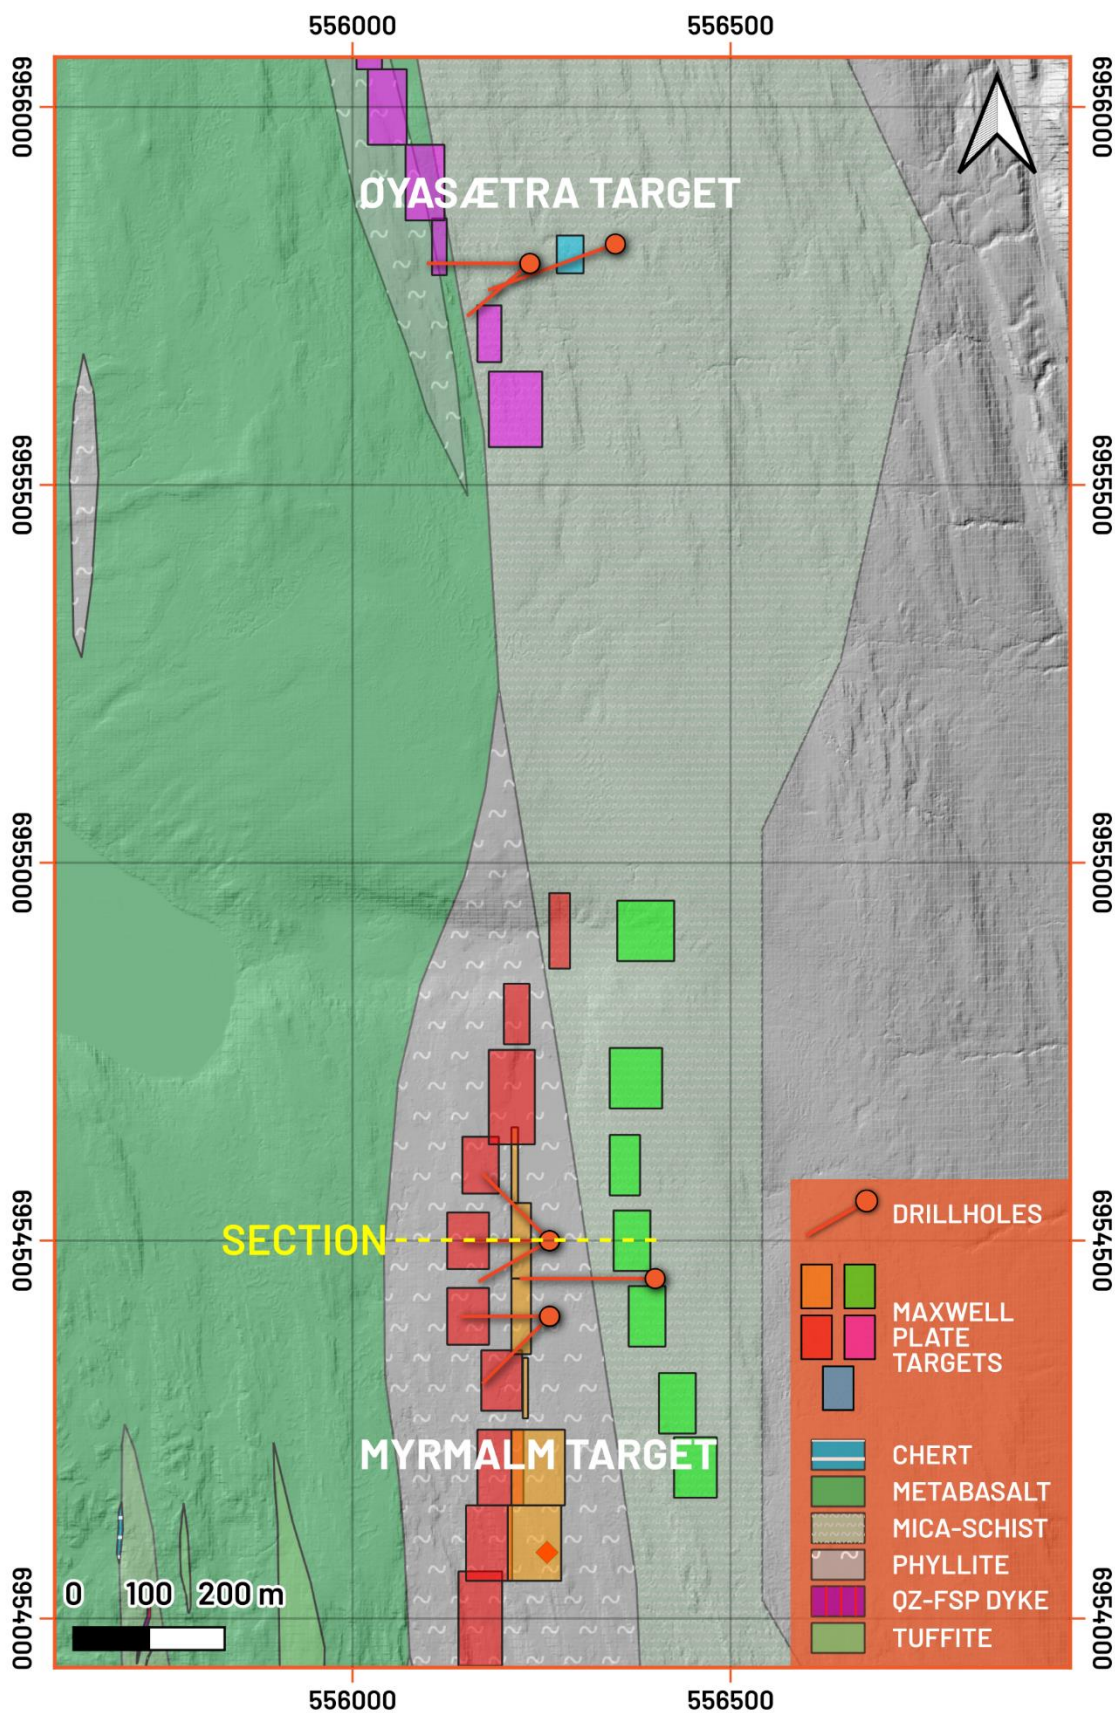 556000
556500
6956000
6956000
ØYASÆTRA TARGET
6955500
6955500
6955000
6955000
6954500
6954500
SECTION
MYRMALM TARGET
DRILLHOLES
MAXWELL
PLATE
TARGETS
CHERT
METABASALT
MICA-SCHIST
PHYLLITE
QZ-FSP DYKE
TUFFITE
0 100 200 m
6954000
6954000
556000
556500